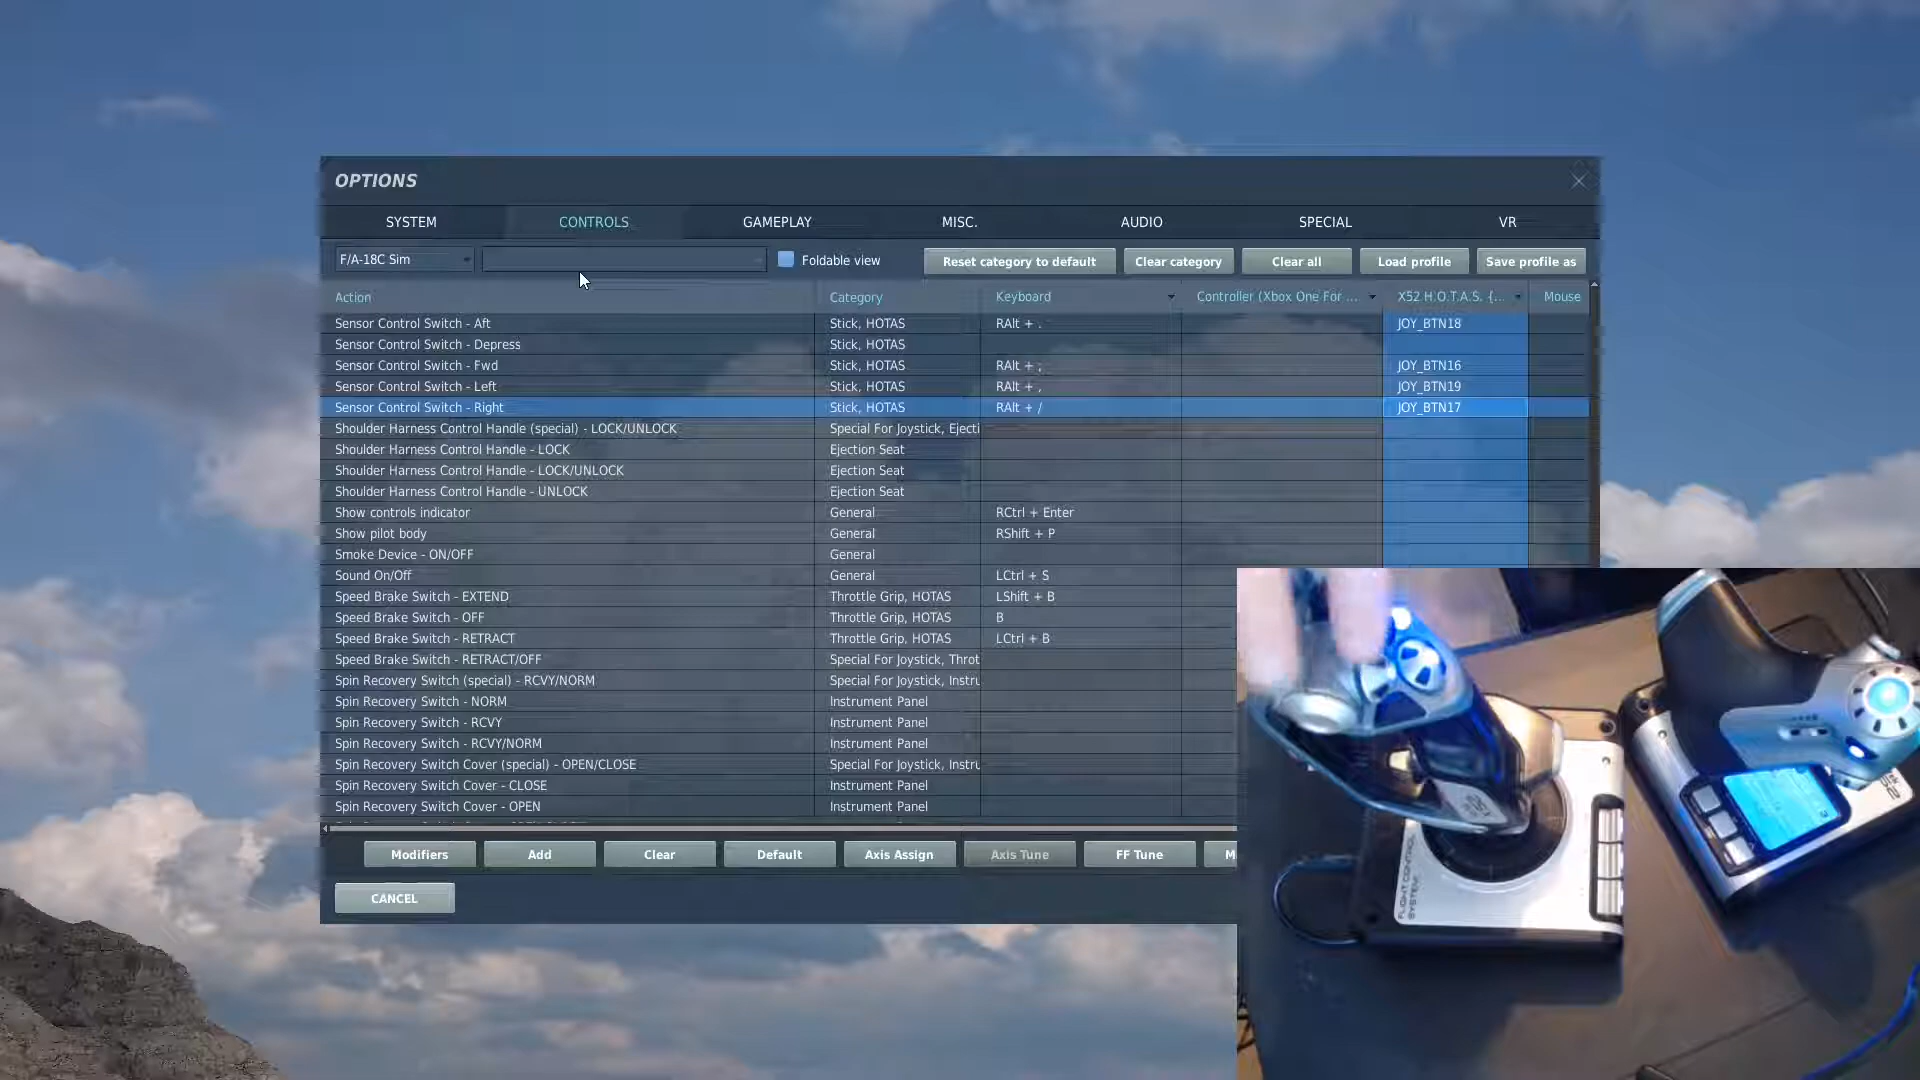 OPTIONS
SYSTEM CONTROLS GAMEPLAY MISC. AUDIO SPECIAL VR
F/A-18C Sim Foldable view Reset category to default Clear category Clear all Load profile Save profile as
Action Category Keyboard Controller (Xbox One For ... X52 H.O.T.A.S. {... Mouse
Sensor Control Switch - Aft Stick, HOTAS RAlt + . JOY_BTN18
Sensor Control Switch - Depress Stick, HOTAS
Sensor Control Switch - Fwd Stick, HOTAS RAlt + ; JOY_BTN16
Sensor Control Switch - Left Stick, HOTAS RAlt + , JOY_BTN19
Sensor Control Switch - Right Stick, HOTAS RAlt + / JOY_BTN17
Shoulder Harness Control Handle (special) - LOCK/UNLOCK Special For Joystick, Ejecti
Shoulder Harness Control Handle - LOCK Ejection Seat
Shoulder Harness Control Handle - LOCK/UNLOCK Ejection Seat
Shoulder Harness Control Handle - UNLOCK Ejection Seat
Show controls indicator General RCtrl + Enter
Show pilot body General RShift + P
Smoke Device - ON/OFF General
Sound On/Off General LCtrl + S
Speed Brake Switch - EXTEND Throttle Grip, HOTAS LShift + B
Speed Brake Switch - OFF Throttle Grip, HOTAS B
Speed Brake Switch - RETRACT Throttle Grip, HOTAS LCtrl + B
Speed Brake Switch - RETRACT/OFF Special For Joystick, Throt
Spin Recovery Switch (special) - RCVY/NORM Special For Joystick, Instru
Spin Recovery Switch - NORM Instrument Panel
Spin Recovery Switch - RCVY Instrument Panel
Spin Recovery Switch - RCVY/NORM Instrument Panel
Spin Recovery Switch Cover (special) - OPEN/CLOSE Special For Joystick, Instru
Spin Recovery Switch Cover - CLOSE Instrument Panel
Spin Recovery Switch Cover - OPEN Instrument Panel
Modifiers Add Clear Default Axis Assign Axis Tune FF Tune M
CANCEL
FLIGHT CONTROL
SYSTEM